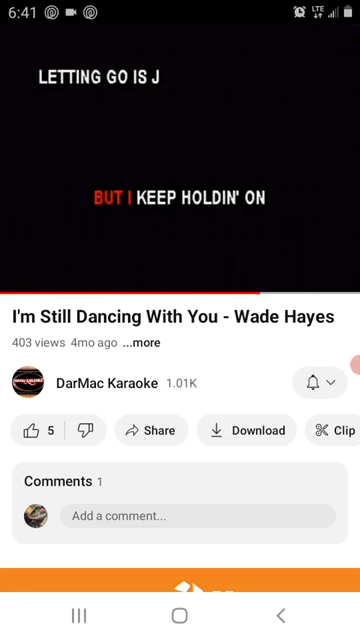 6:41
LTE
LETTING GO IS J
BUT I KEEP HOLDIN' ON
I'm Still Dancing With You - Wade Hayes
403 views 4mo ago ...more
DarMac Karaoke 1.01K
5 Share Download Clip
Comments 1
Add a comment...